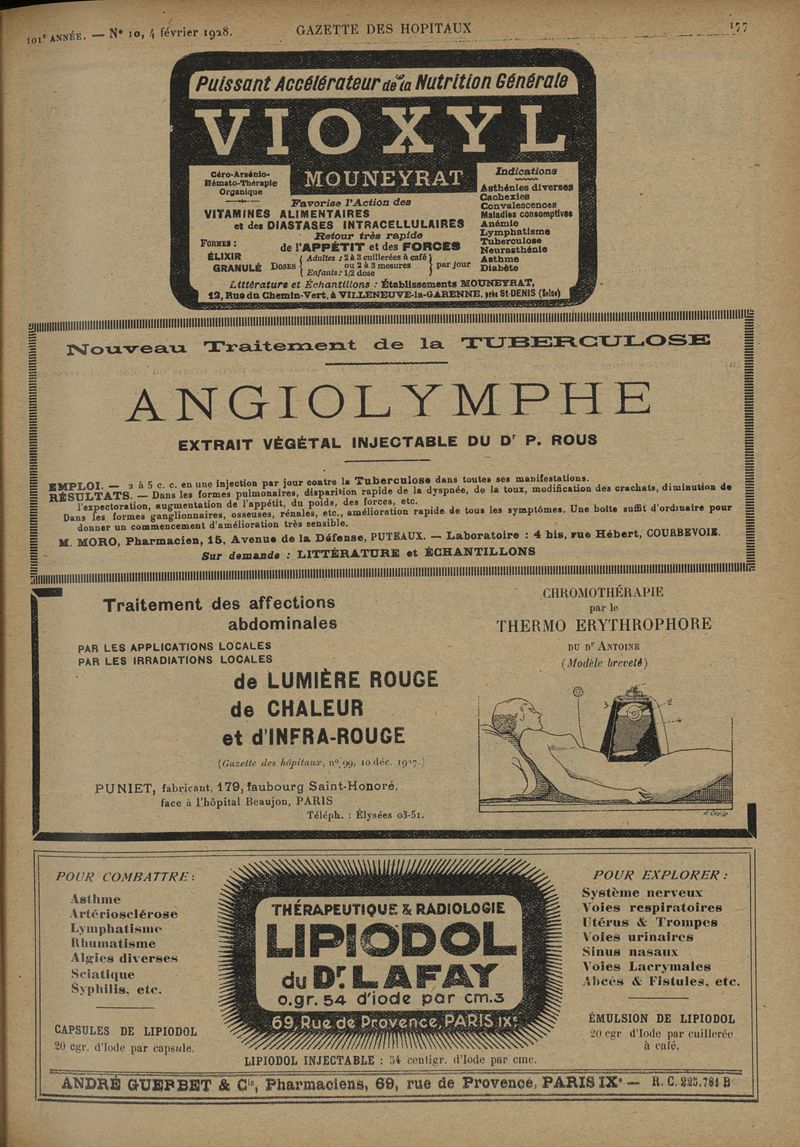 101e ANNÉE. — N° 10, 4 février 1928.
GAZETTE DES HOPITAUX
177
Puissant Accélérateur de la Nutrition Générale
VIOXYL
MOUNEYRAT
Céro-Arsénio-
Hémato-Thérapie
Organique
Favorise l'Action des
VITAMINES ALIMENTAIRES
et des DIASTASES INTRACELLULAIRES
Retour très rapide
de l'APPÉTIT et des FORCES
FORMES :
ÉLIXIR
GRANULÉ
DOSES
Adultes : 2 à 3 cuillerées à café
ou 2 à 3 mesures
Enfants : 1/2 dose
par jour
Indications
Asthénies diverses
Cachexies
Convalescences
Maladies consomptives
Anémie
Lymphatisme
Tuberculose
Neurasthénie
Asthme
Diabète
Littérature et Échantillons : Établissements MOUNEYRAT,
12, Rue du Chemin-Vert, à VILLENEUVE-la-GARENNE, près St-DENIS (Seine)
Nouveau Traitement de la TUBERCULOSE
ANGIOLYMPHE
EXTRAIT VÉGÉTAL INJECTABLE DU Dr P. ROUS
EMPLOI. — 2 à 5 c. c. en une injection par jour contre la Tuberculose dans toutes ses manifestations.
RÉSULTATS. — Dans les formes pulmonaires, disparition rapide de la dyspnée, de la toux, modification des crachats, diminution de
l'expectoration, augmentation de l'appétit, du poids, des forces, etc.
Dans les formes ganglionnaires, osseuses, rénales, etc., amélioration rapide de tous les symptômes. Une boîte suffit d'ordinaire pour
donner un commencement d'amélioration très sensible.
M. MORO, Pharmacien, 15, Avenue de la Défense, PUTEAUX. — Laboratoire : 4 bis, rue Hébert, COURBEVOIE.
Sur demande : LITTÉRATURE et ÉCHANTILLONS
Traitement des affections
abdominales
PAR LES APPLICATIONS LOCALES
PAR LES IRRADIATIONS LOCALES
de LUMIÈRE ROUGE
de CHALEUR
et d'INFRA-ROUGE
(Gazette des hôpitaux, n° 99, 10 déc. 1927.)
PUNIET, fabricant, 179, faubourg Saint-Honoré,
face à l'hôpital Beaujon, PARIS
Téléph. : Élysées 03-51.
CHROMOTHÉRAPIE
par le
THERMO ERYTHROPHORE
DU Dr ANTOINE
(Modèle breveté)
3
2
4
POUR COMBATTRE :
Asthme
Artériosclérose
Lymphatisme
Rhumatisme
Algies diverses
Sciatique
Syphilis, etc.
CAPSULES DE LIPIODOL
20 cgr. d'Iode par capsule.
THÉRAPEUTIQUE & RADIOLOGIE
LIPIODOL
du Dr. LAFAY
0.gr. 54 d'iode par cm.3
69, Rue de Provence, PARIS IXe
LIPIODOL INJECTABLE : 54 centigr. d'Iode par cmc.
POUR EXPLORER :
Système nerveux
Voies respiratoires
Utérus & Trompes
Voies urinaires
Sinus nasaux
Voies Lacrymales
Abcès & Fistules, etc.
ÉMULSION DE LIPIODOL
20 cgr d'Iode par cuillerée
à café.
ANDRÉ GUERBET & Cie, Pharmaciens, 69, rue de Provence, PARIS IXe — R. C. 225.781 B